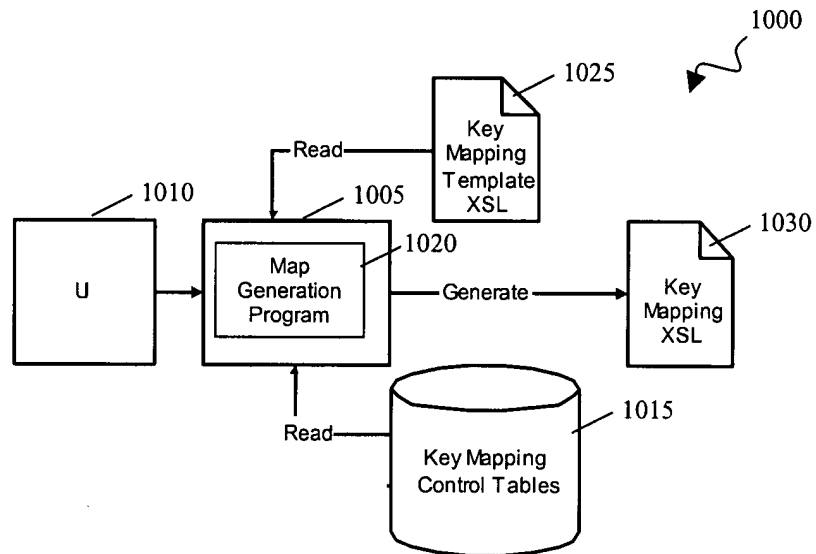 1000
1025
Key
Mapping
Template
XSL
Read
1010
1005
1020
1030
UI
Map
Generation
Program
Generate
Key
Mapping
XSL
1015
Read
Key Mapping
Control Tables